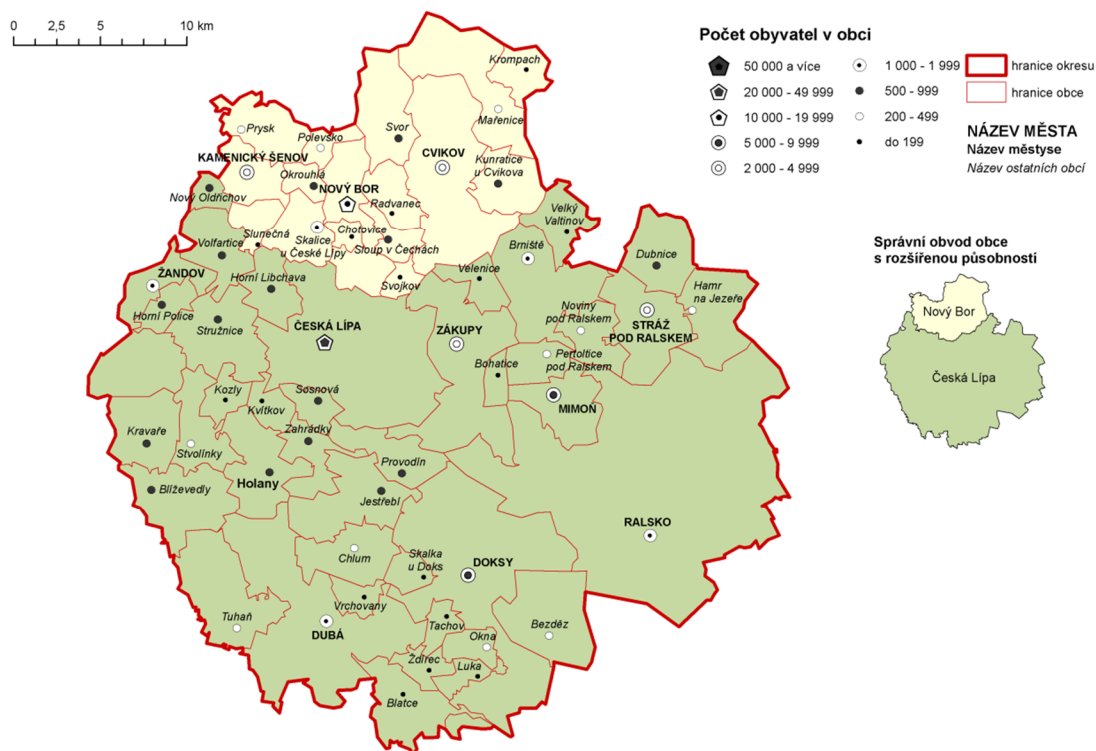 0 2,5 5 10 km
Počet obyvatel v obci
50 000 a více
20 000 - 49 999
10 000 - 19 999
5 000 - 9 999
2 000 - 4 999
1 000 - 1 999
500 - 999
200 - 499
do 199
hranice okresu
hranice obce
NÁZEV MĚSTA
Název městyse
Název ostatních obcí
Správní obvod obce
s rozšířenou působností
Nový Bor
Česká Lípa
Krompach
Mařenice
Prysk
Polevsko
Svor
CVIKOV
KAMENICKÝ ŠENOV
Kunratice
u Cvikova
Okrouhlá
NOVÝ BOR
Nový Oldřichov
Radvanec
Velký
Valtinov
Slunečná
Skalice
u České Lípy
Chotovice
Sloup v Čechách
Volfartice
Brniště
Dubnice
Svojkov
Velenice
ŽANDOV
Horní Libchava
Hamr
na Jezeře
Horní Police
Stružnice
ČESKÁ LÍPA
ZÁKUPY
Noviny
pod Ralskem
STRÁŽ
POD RALSKEM
Pertoltice
pod Ralskem
Bohatice
Kozly
Kvítkov
Sosnová
MIMOŇ
Kravaře
Stvolínky
Zahrádky
Provodín
Holany
Blíževedly
Jestřebí
RALSKO
Chlum
Skalka
u Doks
DOKSY
Vrchovany
Tuhaň
DUBÁ
Tachov
Okna
Bezděz
Ždírec
Luka
Blatce